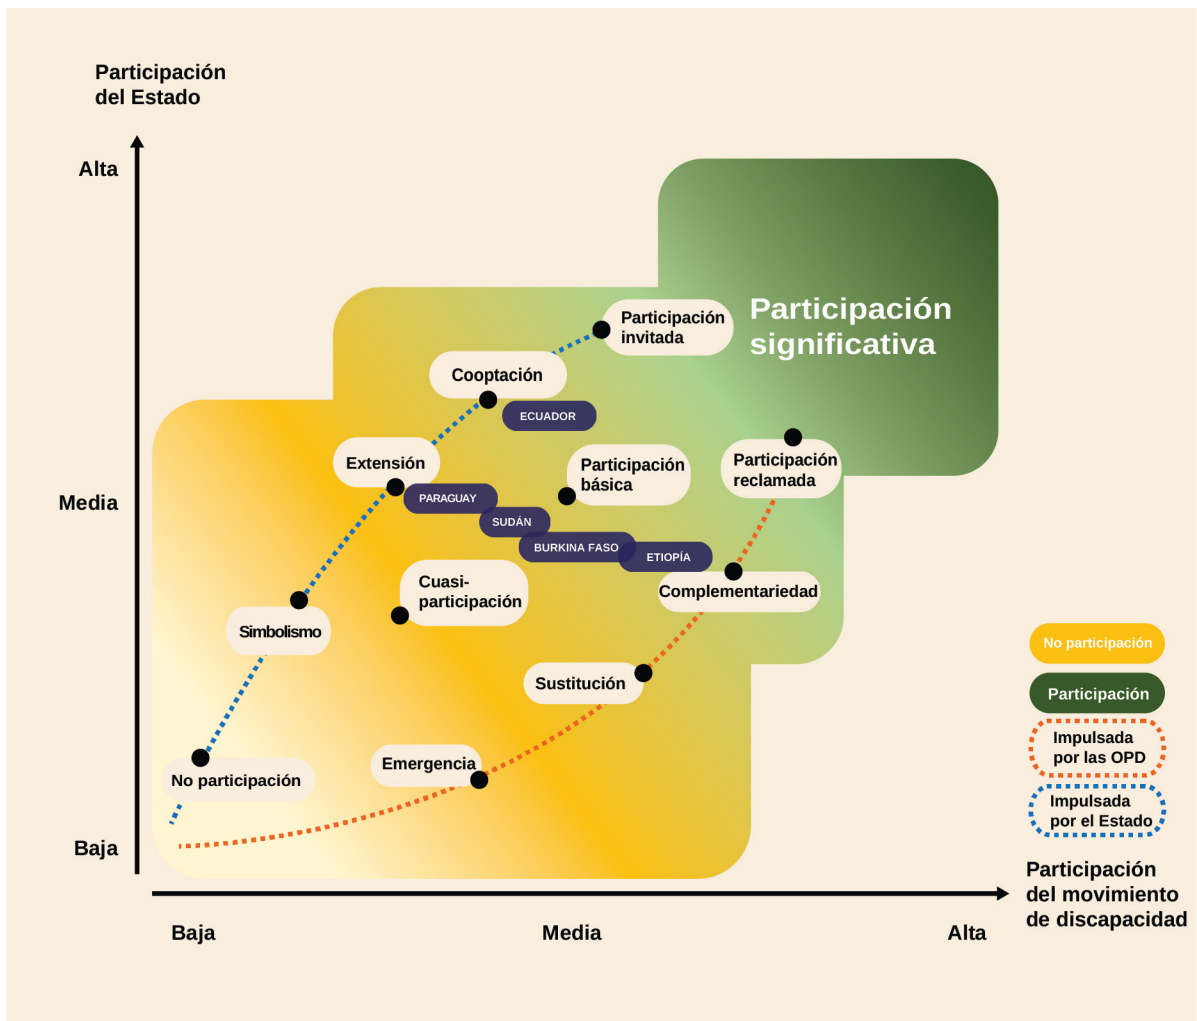 Participación
del Estado
Alta
Participación
invitada
Participación
significativa
Cooptación
ECUADOR
Extensión
Participación
básica
Participación
reclamada
Media
PARAGUAY
SUDÁN
BURKINA FASO
ETIOPÍA
Cuasi-
participación
Complementariedad
Simbolismo
Sustitución
No participación
Emergencia
Baja
No participación
Participación
Impulsada
por las OPD
Impulsada
por el Estado
Participación
del movimiento
de discapacidad
Baja
Media
Alta